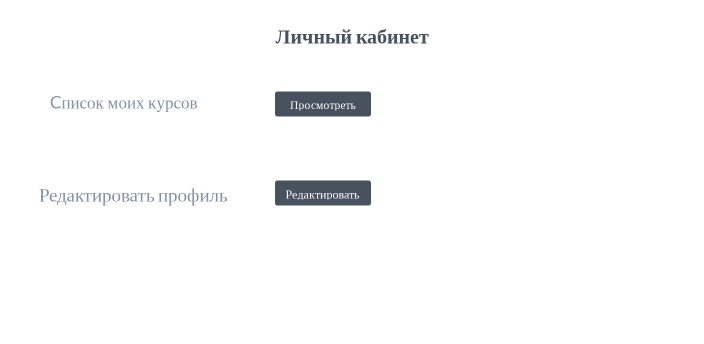 Личный кабинет
Список моих курсов
Просмотреть
Редактировать профиль
Редактировать